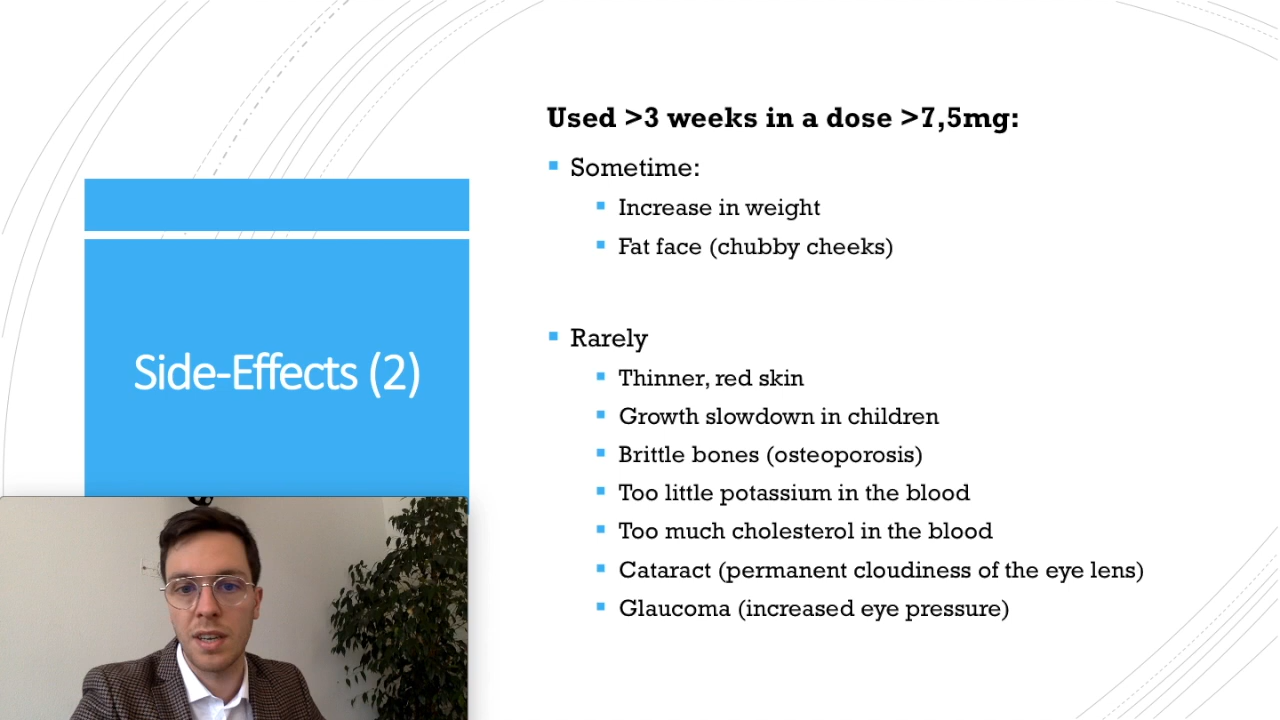 Side-Effects (2)
Used >3 weeks in a dose >7,5mg:
Sometime:
Increase in weight
Fat face (chubby cheeks)
Rarely
Thinner, red skin
Growth slowdown in children
Brittle bones (osteoporosis)
Too little potassium in the blood
Too much cholesterol in the blood
Cataract (permanent cloudiness of the eye lens)
Glaucoma (increased eye pressure)